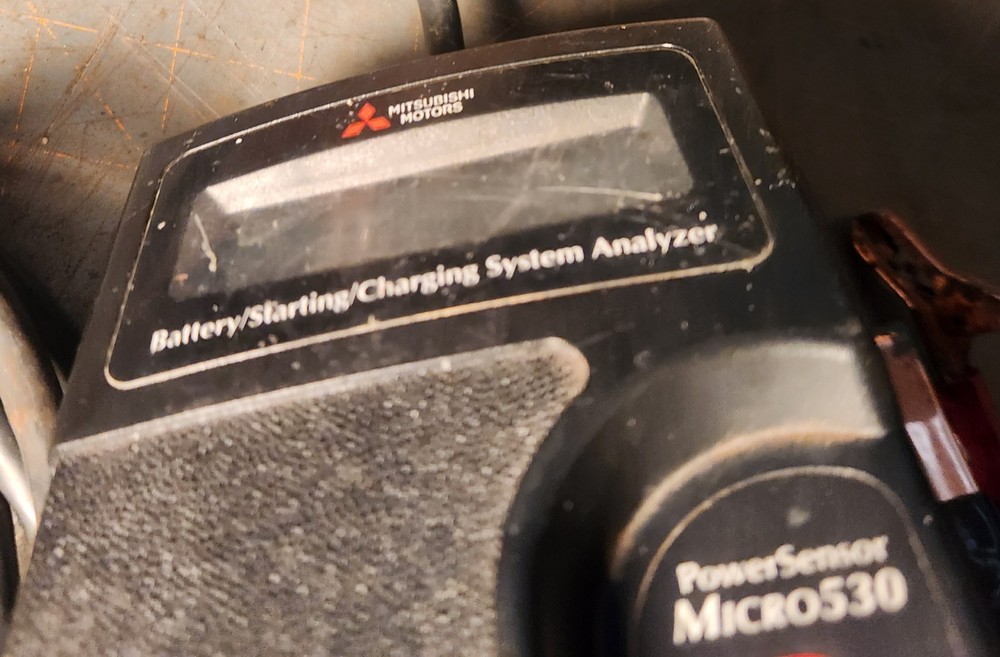 MITSUBISHI
MOTORS
Battery/Starting/Charging System Analyzer
PowerSensor
MICRO530